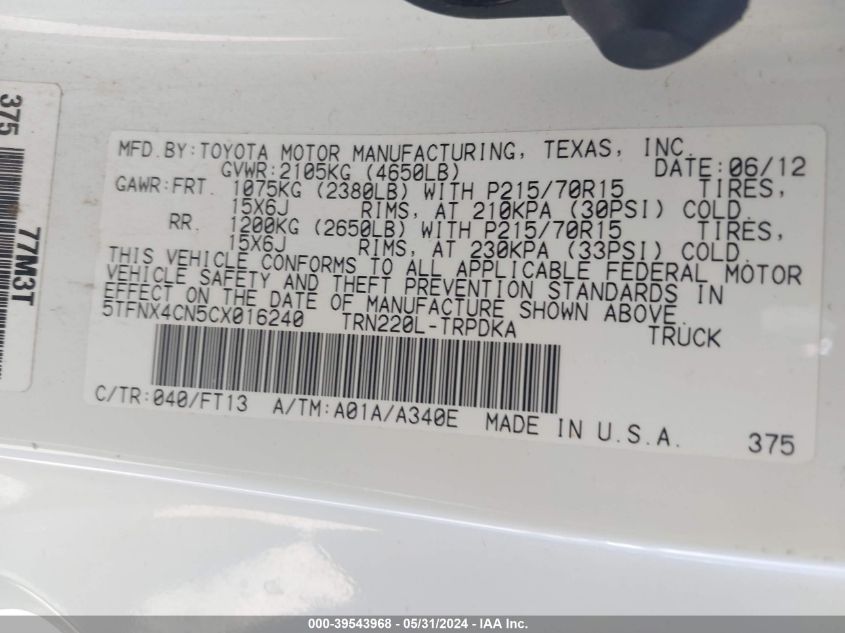 MFD.BY:TOYOTA MOTOR MANUFACTURING, TEXAS, INC.
GVWR:2105KG (4650LB) DATE:06/12
GAWR:FRT. 1075KG (2380LB) WITH P215/70R15 TIRES,
15X6J RIMS, AT 210KPA (30PSI) COLD.
RR. 1200KG (2650LB) WITH P215/70R15 TIRES,
15X6J RIMS, AT 230KPA (33PSI) COLD.
THIS VEHICLE CONFORMS TO ALL APPLICABLE FEDERAL MOTOR
VEHICLE SAFETY AND THEFT PREVENTION STANDARDS IN
EFFECT ON THE DATE OF MANUFACTURE SHOWN ABOVE.
5TFNX4CN5CX016240 TRN220L-TRPDKA TRUCK
C/TR:040/FT13 A/TM:A01A/A340E MADE IN U.S.A.
375
375
77M3T
000-39543968 - 05/31/2024 - IAA Inc.